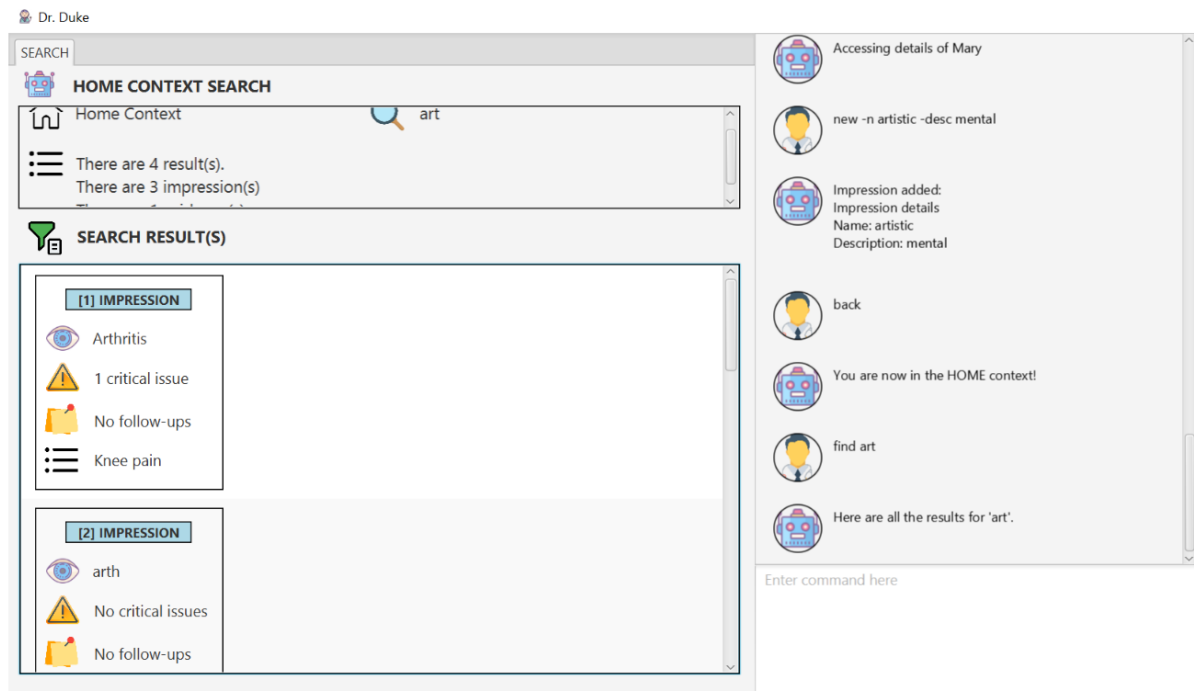 Dr. Duke
SEARCH
HOME CONTEXT SEARCH
Home Context
art
There are 4 result(s).
There are 3 impression(s)
SEARCH RESULT(S)
[1] IMPRESSION
Arthritis
1 critical issue
No follow-ups
Knee pain
[2] IMPRESSION
arth
No critical issues
No follow-ups
Accessing details of Mary
new -n artistic -desc mental
Impression added:
Impression details
Name: artistic
Description: mental
back
You are now in the HOME context!
find art
Here are all the results for 'art'.
Enter command here